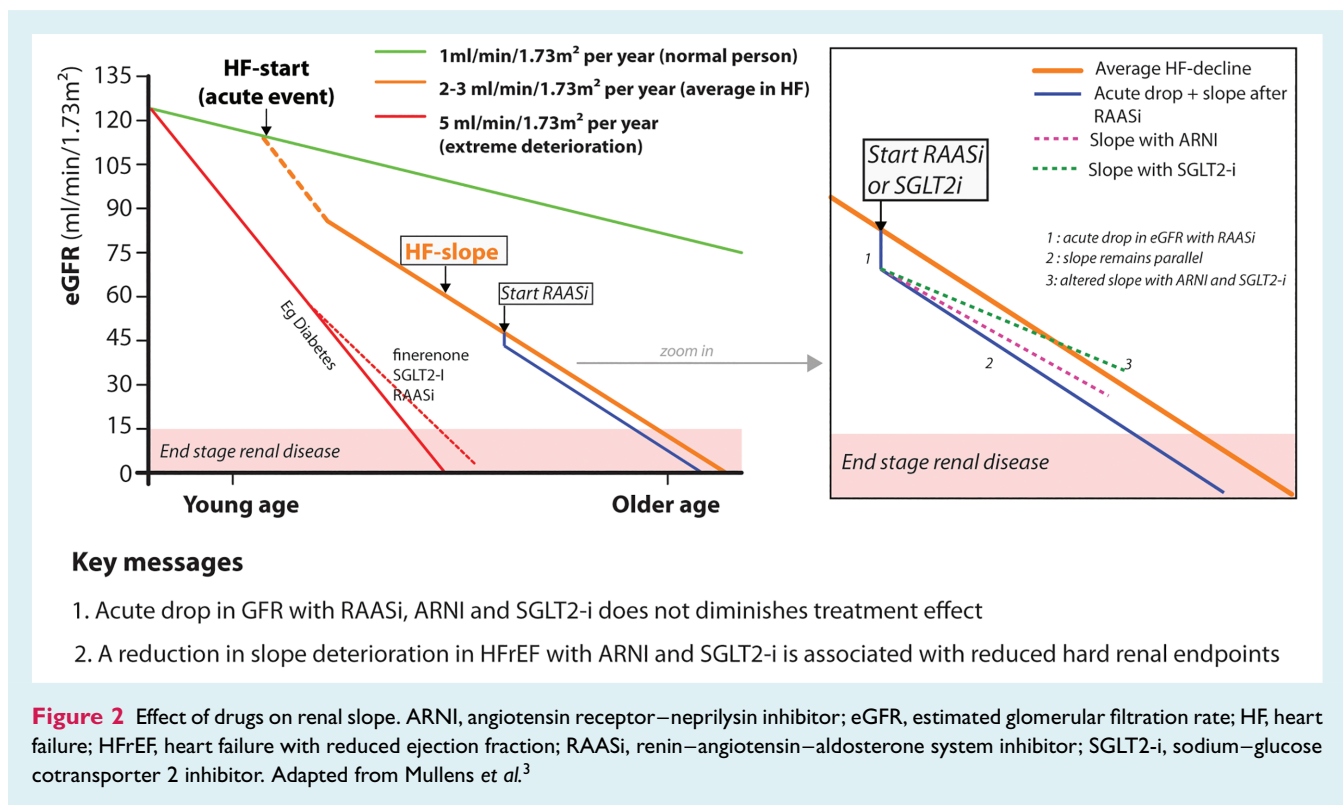 1ml/min/1.73m² per year (normal person)
2-3 ml/min/1.73m² per year (average in HF)
5 ml/min/1.73m² per year
(extreme deterioration)
HF-start
(acute event)
eGFR (ml/min/1.73m²)
135
120
105
90
75
60
45
30
15
0
HF-slope
Start RAASi
Eg Diabetes
finerenone
SGLT2-I
RAASi
End stage renal disease
Young age
Older age
zoom in
Average HF-decline
Acute drop + slope after
RAASi
Slope with ARNI
Slope with SGLT2-i
Start RAASi
or SGLT2i
1 : acute drop in eGFR with RAASi
2 : slope remains parallel
3: altered slope with ARNI and SGLT2-i
1
2
3
End stage renal disease
Key messages
1. Acute drop in GFR with RAASi, ARNI and SGLT2-i does not diminishes treatment effect
2. A reduction in slope deterioration in HFrEF with ARNI and SGLT2-i is associated with reduced hard renal endpoints
Figure 2 Effect of drugs on renal slope. ARNI, angiotensin receptor–neprilysin inhibitor; eGFR, estimated glomerular filtration rate; HF, heart
failure; HFrEF, heart failure with reduced ejection fraction; RAASi, renin–angiotensin–aldosterone system inhibitor; SGLT2-i, sodium–glucose
cotransporter 2 inhibitor. Adapted from Mullens et al.³